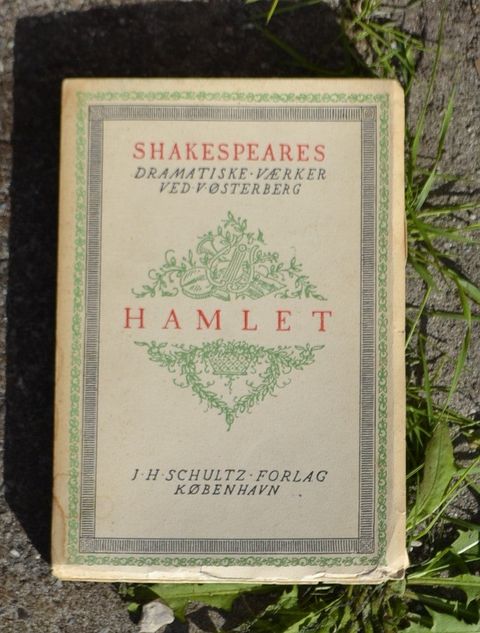 SHAKESPEARES
DRAMATISKE·VÆRKER
VED·V·ØSTERBERG
HAMLET
J·H·SCHULTZ·FORLAG
KØBENHAVN